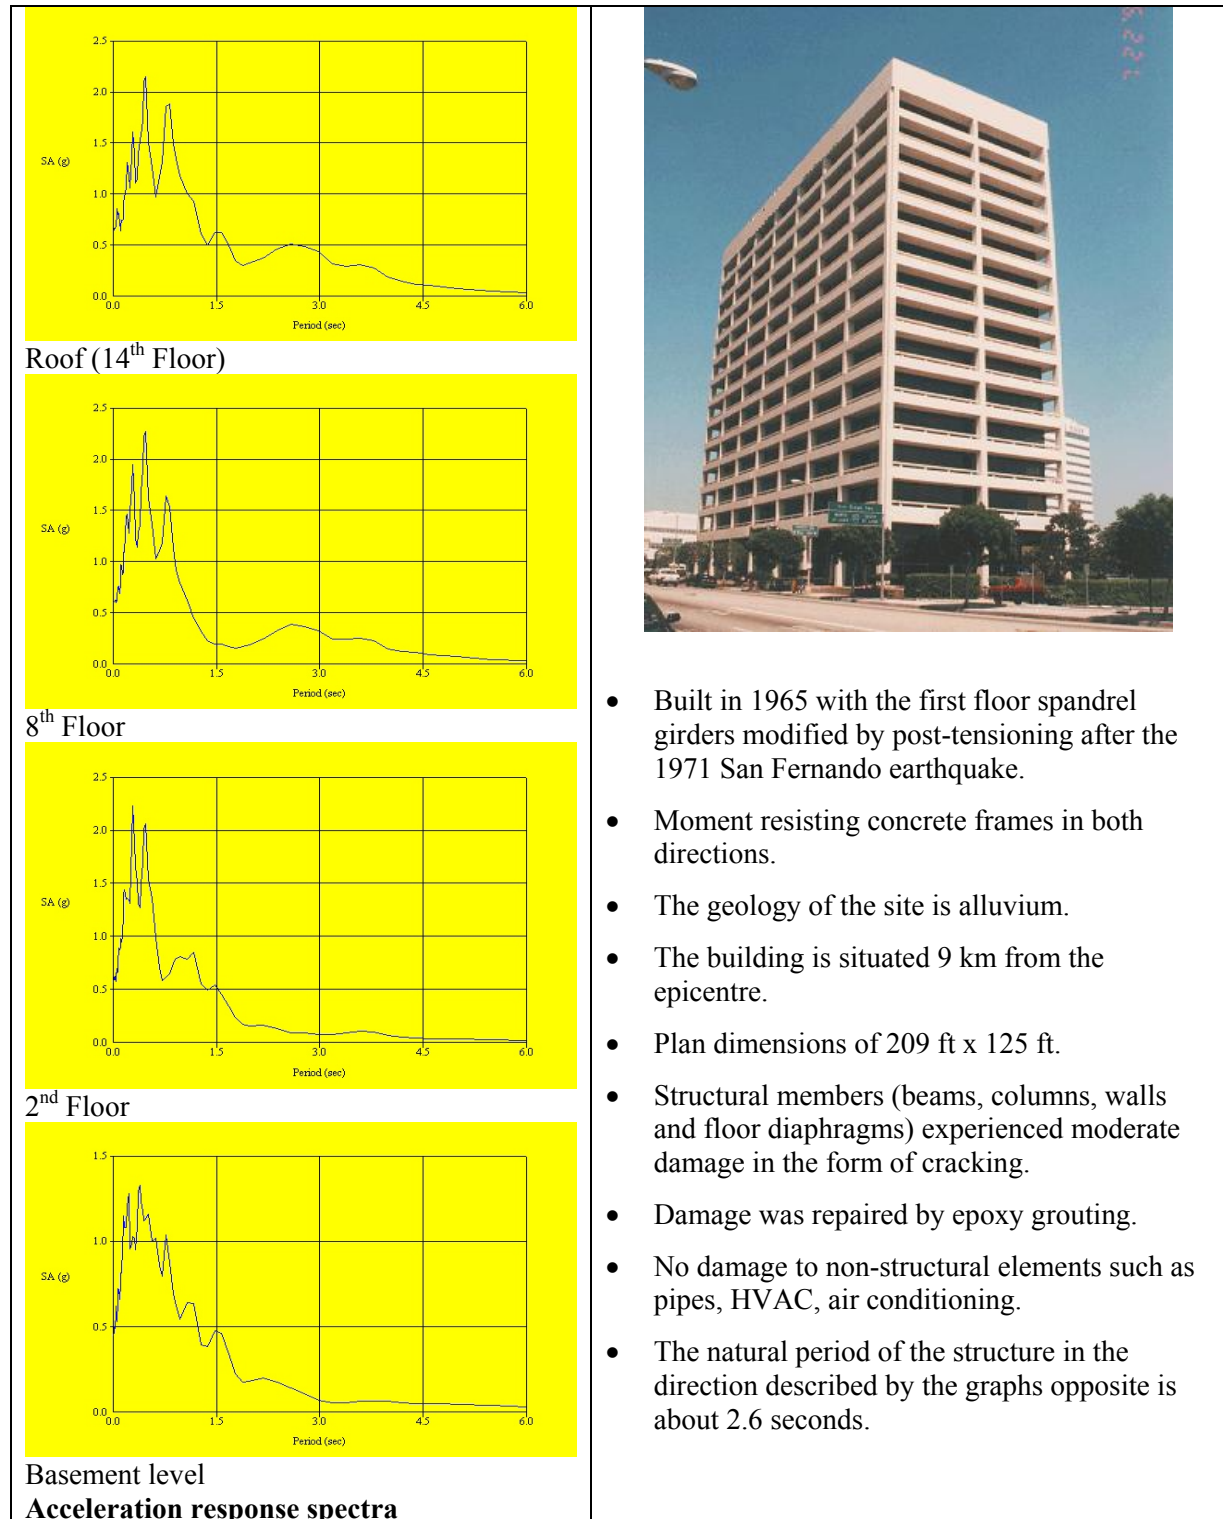 2.5
2.0
1.5
SA (g)
1.0
0.5
0.0
0.0 1.5 3.0 4.5 6.0
Period (sec)
Roof (14th Floor)
2.5
2.0
1.5
SA (g)
1.0
0.5
0.0
0.0 1.5 3.0 4.5 6.0
Period (sec)
8th Floor
2.5
2.0
1.5
SA (g)
1.0
0.5
0.0
0.0 1.5 3.0 4.5 6.0
Period (sec)
2nd Floor
1.5
1.0
SA (g)
0.5
0.0
0.0 1.5 3.0 4.5 6.0
Period (sec)
Basement level
Acceleration response spectra
• Built in 1965 with the first floor spandrel
girders modified by post-tensioning after the
1971 San Fernando earthquake.
• Moment resisting concrete frames in both
directions.
• The geology of the site is alluvium.
• The building is situated 9 km from the
epicentre.
• Plan dimensions of 209 ft x 125 ft.
• Structural members (beams, columns, walls
and floor diaphragms) experienced moderate
damage in the form of cracking.
• Damage was repaired by epoxy grouting.
• No damage to non-structural elements such as
pipes, HVAC, air conditioning.
• The natural period of the structure in the
direction described by the graphs opposite is
about 2.6 seconds.